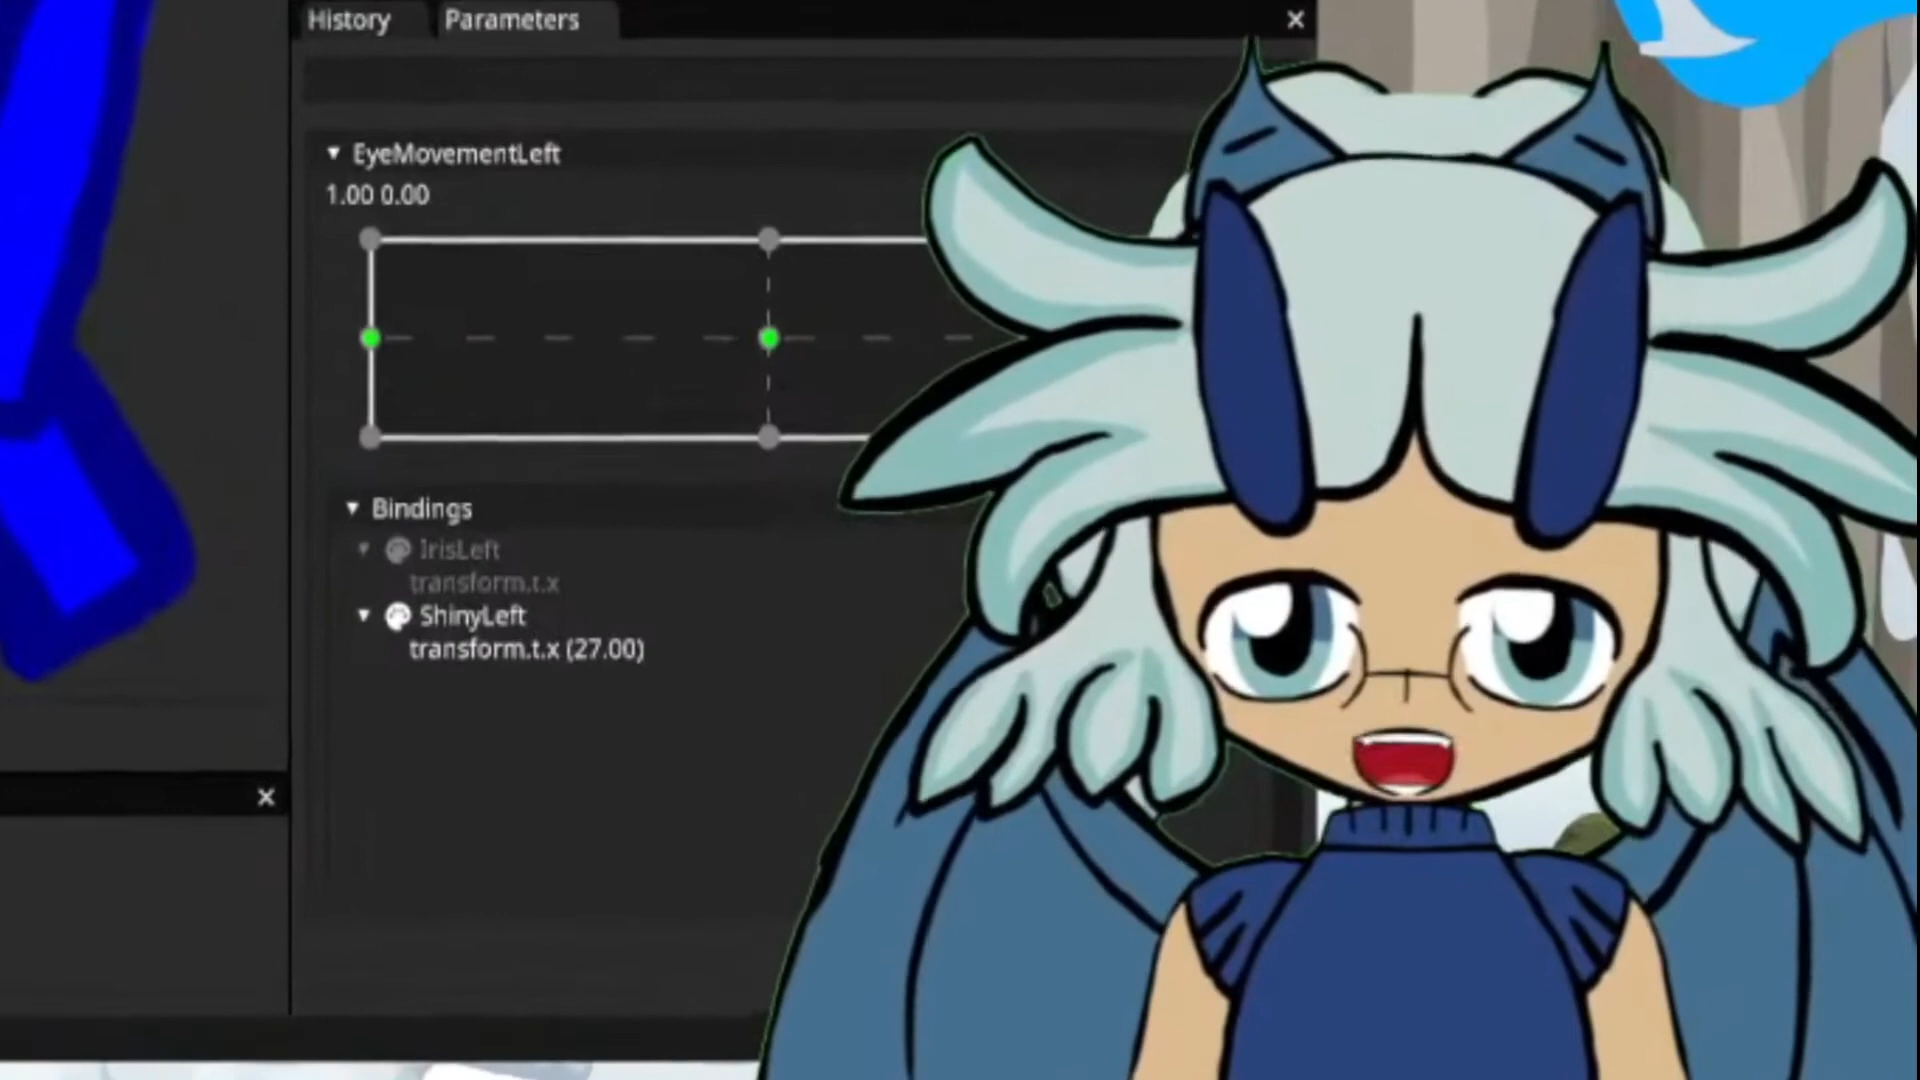 History
Parameters
EyeMovementLeft
1.00 0.00
Bindings
IrisLeft
transform.t.x
ShinyLeft
transform.t.x (27.00)